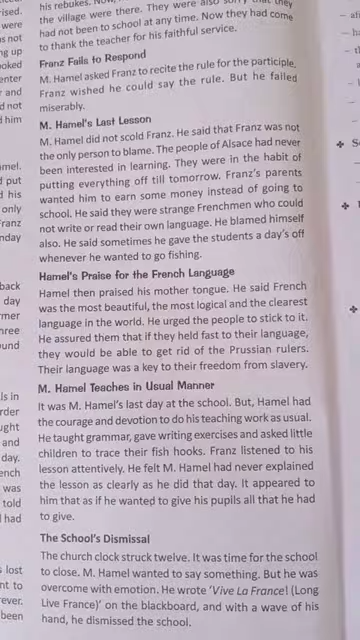 his rebukes. Now,
the village were there. They were also sorry that they
had not been to school at any time. Now they had come
to thank the teacher for his faithful service.
Franz Fails to Respond
M. Hamel asked Franz to recite the rule for the participle.
Franz wished he could say the rule. But he failed
miserably.
M. Hamel's Last Lesson
M. Hamel did not scold Franz. He said that Franz was not
the only person to blame. The people of Alsace had never
been interested in learning. They were in the habit of
putting everything off till tomorrow. Franz's parents
wanted him to earn some money instead of going to
school. He said they were strange Frenchmen who could
not write or read their own language. He blamed himself
also. He said sometimes he gave the students a day's off
whenever he wanted to go fishing.
Hamel's Praise for the French Language
Hamel then praised his mother tongue. He said French
was the most beautiful, the most logical and the clearest
language in the world. He urged the people to stick to it.
He assured them that if they held fast to their language,
they would be able to get rid of the Prussian rulers.
Their language was a key to their freedom from slavery.
M. Hamel Teaches in Usual Manner
It was M. Hamel's last day at the school. But, Hamel had
the courage and devotion to do his teaching work as usual.
He taught grammar, gave writing exercises and asked little
children to trace their fish hooks. Franz listened to his
lesson attentively. He felt M. Hamel had never explained
the lesson as clearly as he did that day. It appeared to
him that as if he wanted to give his pupils all that he had
to give.
The School's Dismissal
The church clock struck twelve. It was time for the school
to close. M. Hamel wanted to say something. But he was
overcome with emotion. He wrote 'Vive La France! (Long
Live France)' on the blackboard, and with a wave of his
hand, he dismissed the school.